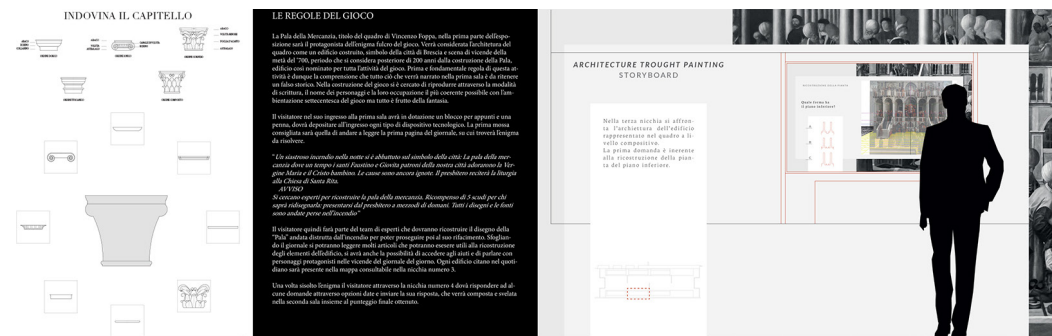 INDOVINA IL CAPITELLO
LE REGOLE DEL GIOCO
La Pala della Mercanzia, titolo del quadro di Vincenzo Foppa, nella prima parte dell'espo-
sizione sarà il protagonista dell'enigma fulcro del gioco. Verrà considerata l'architettura del
quadro come un edificio costruito, simbolo della città di Brescia e scena di vicende della
metà del '700, periodo che si considera posteriore di 200 anni dalla costruzione della Pala,
edificio così nominato per tutta l'attività del gioco. Prima e fondamentale regola di questa at-
tività è dunque la comprensione che tutto ciò che verrà narrato nella prima sala è da ritenere
un falso storico. Nella costruzione del gioco si è cercato di riprodurre attraverso la modalità
di scrittura, il nome dei personaggi e la loro occupazione il più coerente possibile con l'am-
bientazione settecentesca del gioco ma tutto è frutto della fantasia.
Il visitatore nel suo ingresso alla prima sala avrà in dotazione un blocco per appunti e una
penna, dovrà depositare all'ingresso ogni tipo di dispositivo tecnologico. La prima mossa
consigliata sarà quella di andare a leggere la prima pagina del giornale, su cui troverà l'enigma
da risolvere.
"Un siastroso incendio nella notte si è abbattuto sul simbolo della città: La pala della mer-
canzia dove un tempo i santi Faustino e Giovita patroni della nostra città adoravano la Ver-
gine Maria e il Cristo bambino. Le cause sono ancora ignote. Il presbitero reciterà la liturgia
alla Chiesa di Santa Rita.
AVVISO
Si cercano esperti per ricostruire la pala della mercanzia. Ricompenso di 5 scudi per chi
saprà ridisegnarla: presentarsi dal presbitero a mezzodì di domani. Tutti i disegni e le fonti
sono andate perse nell'incendio"
Il visitatore quindi farà parte del team di esperti che dovranno ricostruire il disegno della
"Pala" andata distrutta dall'incendio per poter proseguire poi al suo rifacimento. Sfoglian-
do il giornale si potranno leggere molti articoli che potranno essere utili alla ricostruzione
degli elementi dell'edificio, si avrà anche la possibilità di accedere agli aiuti e di parlare con
personaggi protagonisti nelle vicende del giornale del giorno. Ogni edificio citato nel quoti-
diano sarà presente nella mappa consultabile nella nicchia numero 3.
Una volta sisolto l'enigma il visitatore attraverso la nicchia numero 4 dovrà rispondere ad al-
cune domande attraverso opzioni date e inviare la sua risposta, che verrà composta e svelata
nella seconda sala insieme al punteggio finale ottenuto.
ARCHITECTURE TROUGHT PAINTING
STORYBOARD
Nella terza nicchia si affron-
ta l'archiettura dell'edificio
rappresentato nel quadro a li-
vello compositivo.
La prima domanda è inerente
alla ricostruzione della pian-
ta del piano inferiore.
Quale forma ha
il piano inferiore?